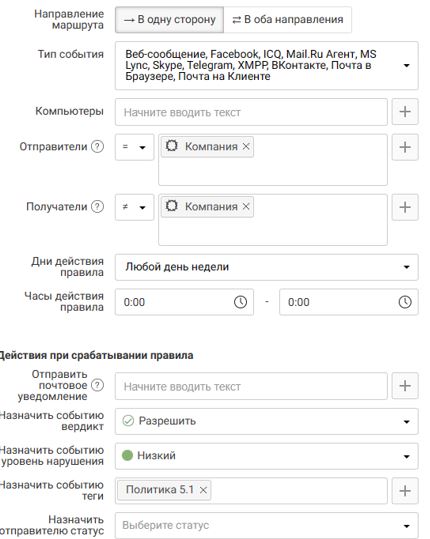 Направление
маршрута
→ В одну сторону
⇄ В оба направления
Тип события
Веб-сообщение, Facebook, ICQ, Mail.Ru Агент, MS
Lync, Skype, Telegram, XMPP, ВКонтакте, Почта в
Браузере, Почта на Клиенте
Компьютеры
Начните вводить текст
+
Отправители ?
=
Компания ×
+
Получатели ?
≠
Компания ×
+
Дни действия
правила
Любой день недели
Часы действия
правила
0:00
-
0:00
Действия при срабатывании правила
Отправить
почтовое
уведомление ?
Начните вводить текст
+
Назначить событию
вердикт
Разрешить
Назначить событию
уровень нарушения
Низкий
Назначить событию
теги
Политика 5.1 ×
+
Назначить
отправителю статус
Выберите статус